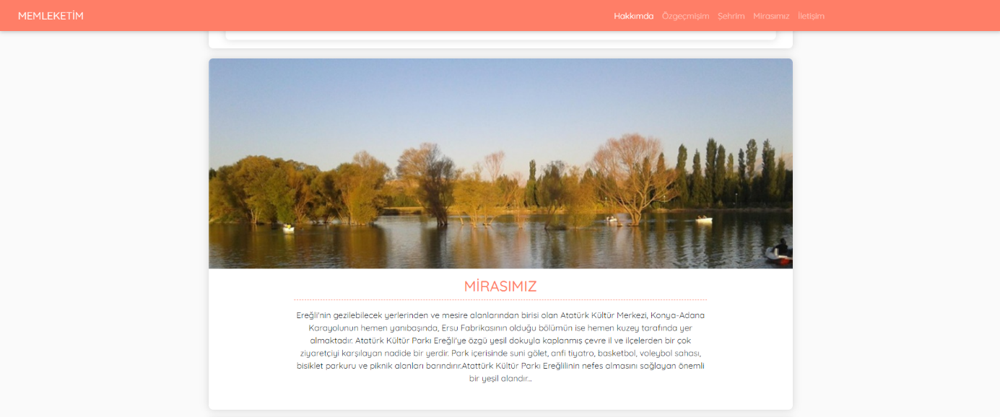 MEMLEKETİM
Hakkımda Özgeçmişim Şehrim Mirasımız İletişim
MİRASIMIZ
Ereğli'nin gezilebilecek yerlerinden ve mesire alanlarından birisi olan Atatürk Kültür Merkezi, Konya-Adana
Karayolunun hemen yanıbaşında, Ersu Fabrikasının olduğu bölümün ise hemen kuzey tarafında yer
almaktadır. Atatürk Kültür Parkı Ereğli'ye özgü yeşil dokuyla kaplanmış çevre il ve ilçelerden bir çok
ziyaretçiyi karşılayan nadide bir yerdir. Park içerisinde suni gölet, anfi tiyatro, basketbol, voleybol sahası,
bisiklet parkuru ve piknik alanları barındırır.Atattürk Kültür Parkı Ereğlilinin nefes almasını sağlayan önemli
bir yeşil alandır...